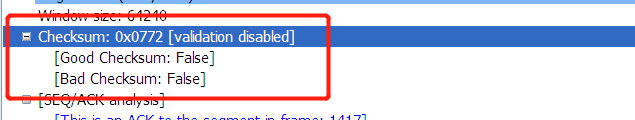 Window size: 64240
Checksum: 0x0772 [validation disabled]
[Good Checksum: False]
[Bad Checksum: False]
[SEQ/ACK analysis]
[This is an ACK to the segment in frame: 1417]